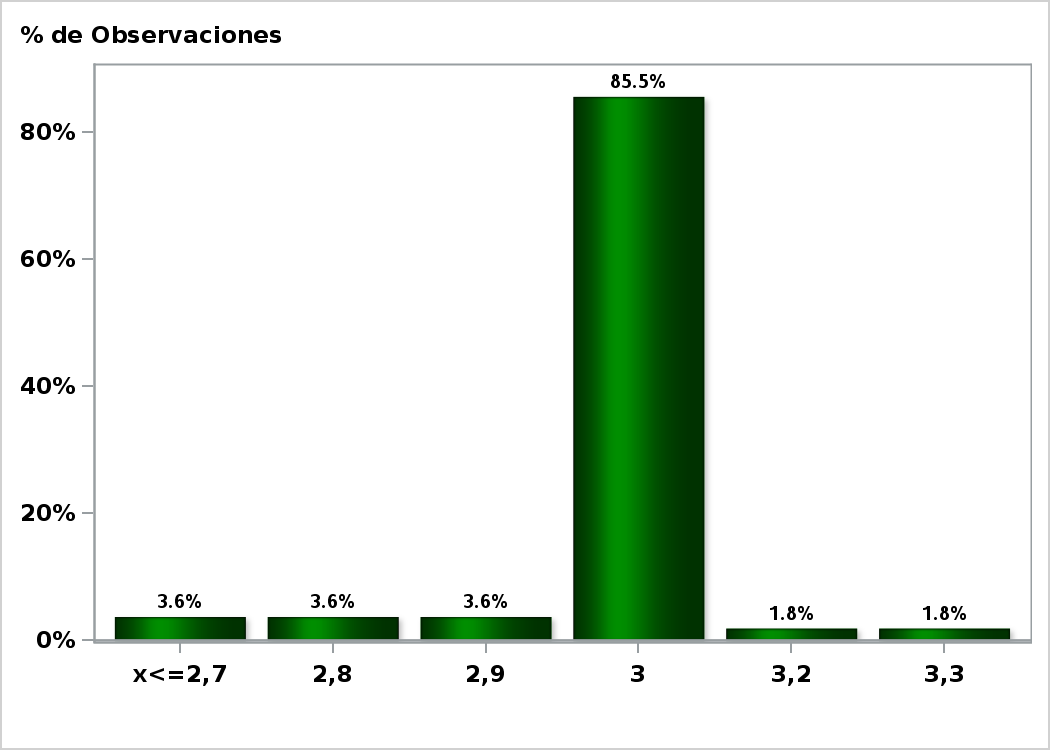 % de Observaciones
85.5%
80%
60%
40%
20%
3.6% 3.6% 3.6% 1.8% 1.8%
0%
x<=2,7 2,8 2,9 3 3,2 3,3